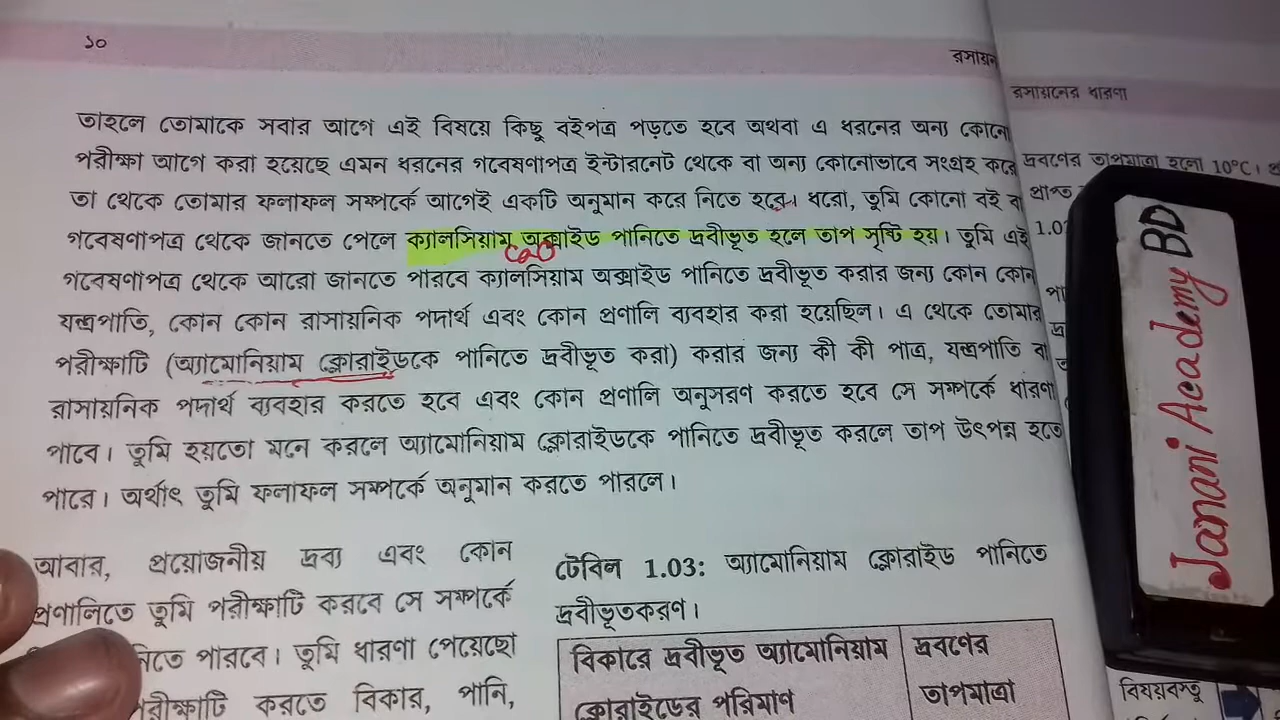 ১০
রসায়ন
তাহলে তোমাকে সবার আগে এই বিষয়ে কিছু বইপত্র পড়তে হবে অথবা এ ধরনের অন্য কোনো
পরীক্ষা আগে করা হয়েছে এমন ধরনের গবেষণাপত্র ইন্টারনেট থেকে বা অন্য কোনোভাবে সংগ্রহ করে
তা থেকে তোমার ফলাফল সম্পর্কে আগেই একটি অনুমান করে নিতে হবে। ধরো, তুমি কোনো বই বা
গবেষণাপত্র থেকে জানতে পেলে ক্যালসিয়াম অক্সাইড পানিতে দ্রবীভূত হলে তাপ সৃষ্টি হয়। তুমি এই
CaO
গবেষণাপত্র থেকে আরো জানতে পারবে ক্যালসিয়াম অক্সাইড পানিতে দ্রবীভূত করার জন্য কোন কোন
যন্ত্রপাতি, কোন কোন রাসায়নিক পদার্থ এবং কোন প্রণালি ব্যবহার করা হয়েছিল। এ থেকে তোমার
পরীক্ষাটি (অ্যামোনিয়াম ক্লোরাইডকে পানিতে দ্রবীভূত করা) করার জন্য কী কী পাত্র, যন্ত্রপাতি বা
রাসায়নিক পদার্থ ব্যবহার করতে হবে এবং কোন প্রণালি অনুসরণ করতে হবে সে সম্পর্কে ধারণা
পাবে। তুমি হয়তো মনে করলে অ্যামোনিয়াম ক্লোরাইডকে পানিতে দ্রবীভূত করলে তাপ উৎপন্ন হতে
পারে। অর্থাৎ তুমি ফলাফল সম্পর্কে অনুমান করতে পারলে।
আবার, প্রয়োজনীয় দ্রব্য এবং কোন
প্রণালিতে তুমি পরীক্ষাটি করবে সে সম্পর্কে
নিতে পারবে। তুমি ধারণা পেয়েছো
পরীক্ষাটি করতে বিকার, পানি,
টেবিল 1.03: অ্যামোনিয়াম ক্লোরাইড পানিতে
দ্রবীভূতকরণ।
বিকারে দ্রবীভূত অ্যামোনিয়াম
ক্লোরাইডের পরিমাণ
দ্রবণের
তাপমাত্রা
রসায়নের ধারণা
দ্রবণের তাপমাত্রা হলো 10°C।
প্রাপ্ত
বিষয়বস্তু
Janani Academy BD